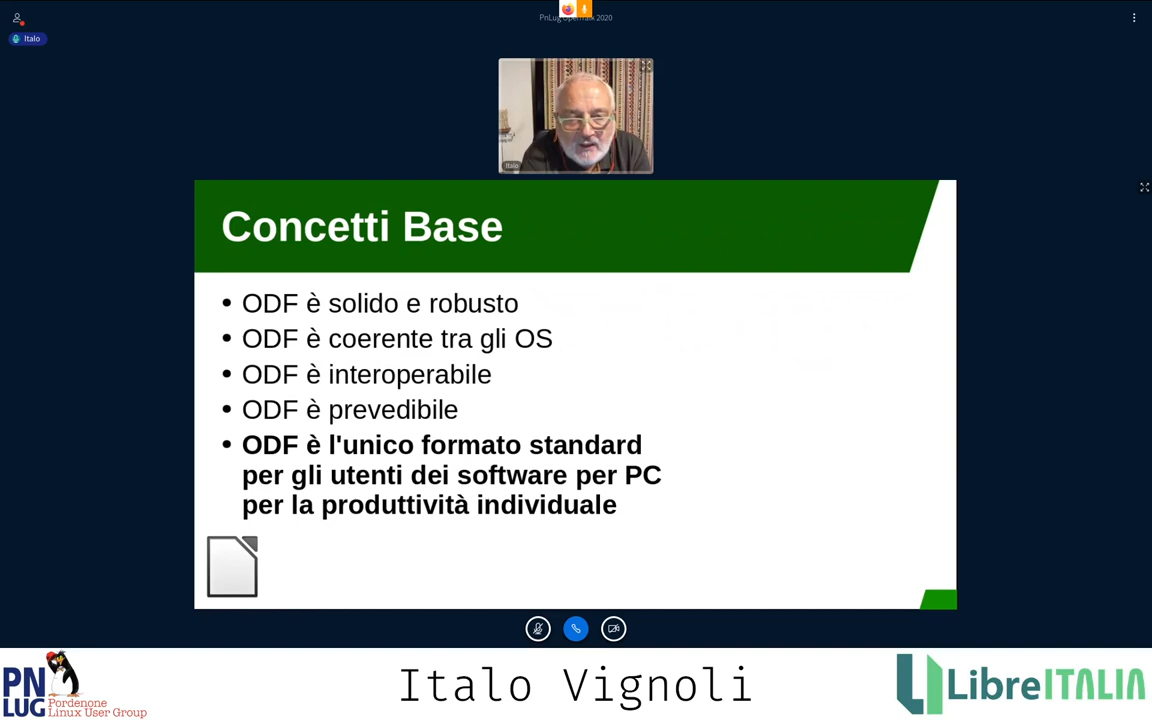 PnLug OpenTalk 2020
Italo
Italo
Concetti Base
• ODF è solido e robusto
• ODF è coerente tra gli OS
• ODF è interoperabile
• ODF è prevedibile
• ODF è l'unico formato standard
per gli utenti dei software per PC
per la produttività individuale
PN
LUG
Pordenone
Linux User Group
Italo Vignoli
LibreITALIA